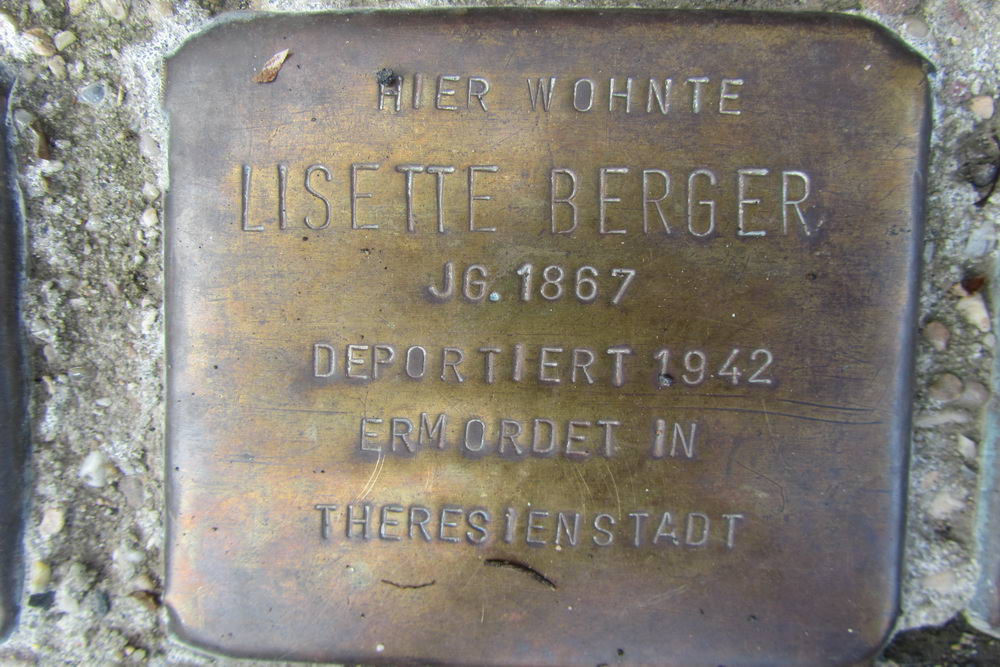 HIER WOHNTE
LISETTE BERGER
JG. 1867
DEPORTIERT 1942
ERMORDET IN
THERESIENSTADT